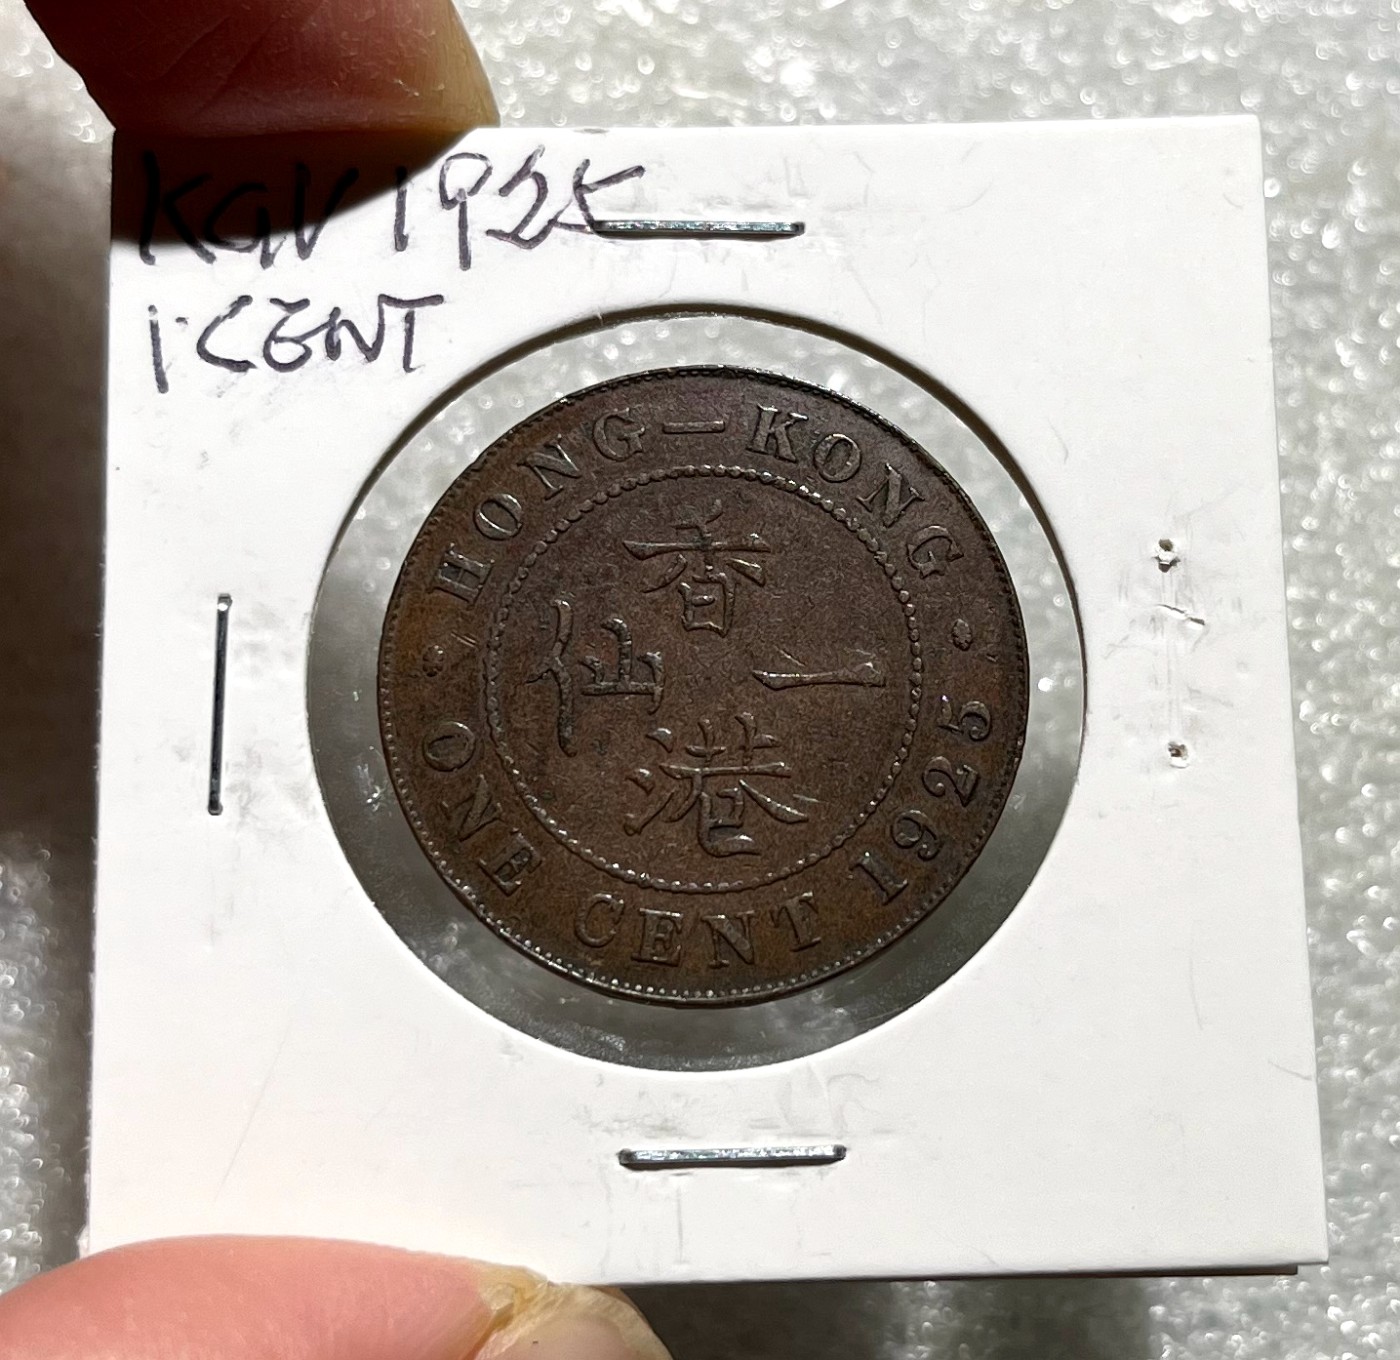 KGV 1925
1 CENT
HONG–KONG
香
仙 一
港
ONE CENT 1925